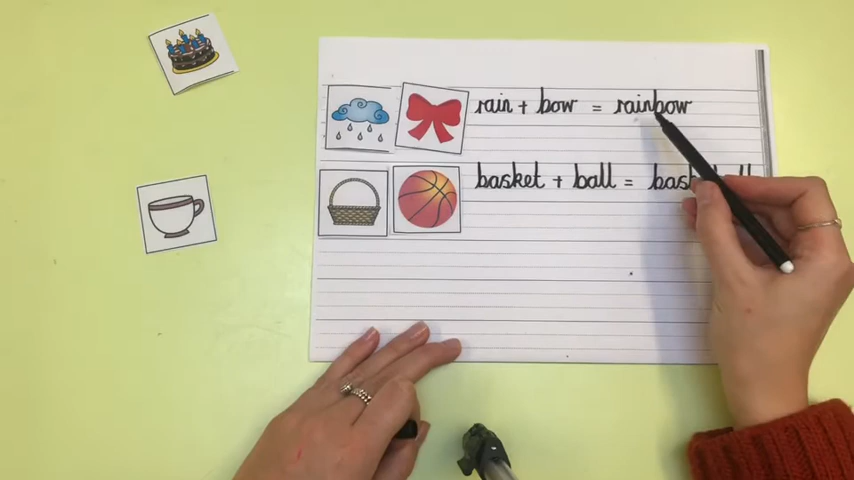 rain + bow = rainbow
basket + ball =